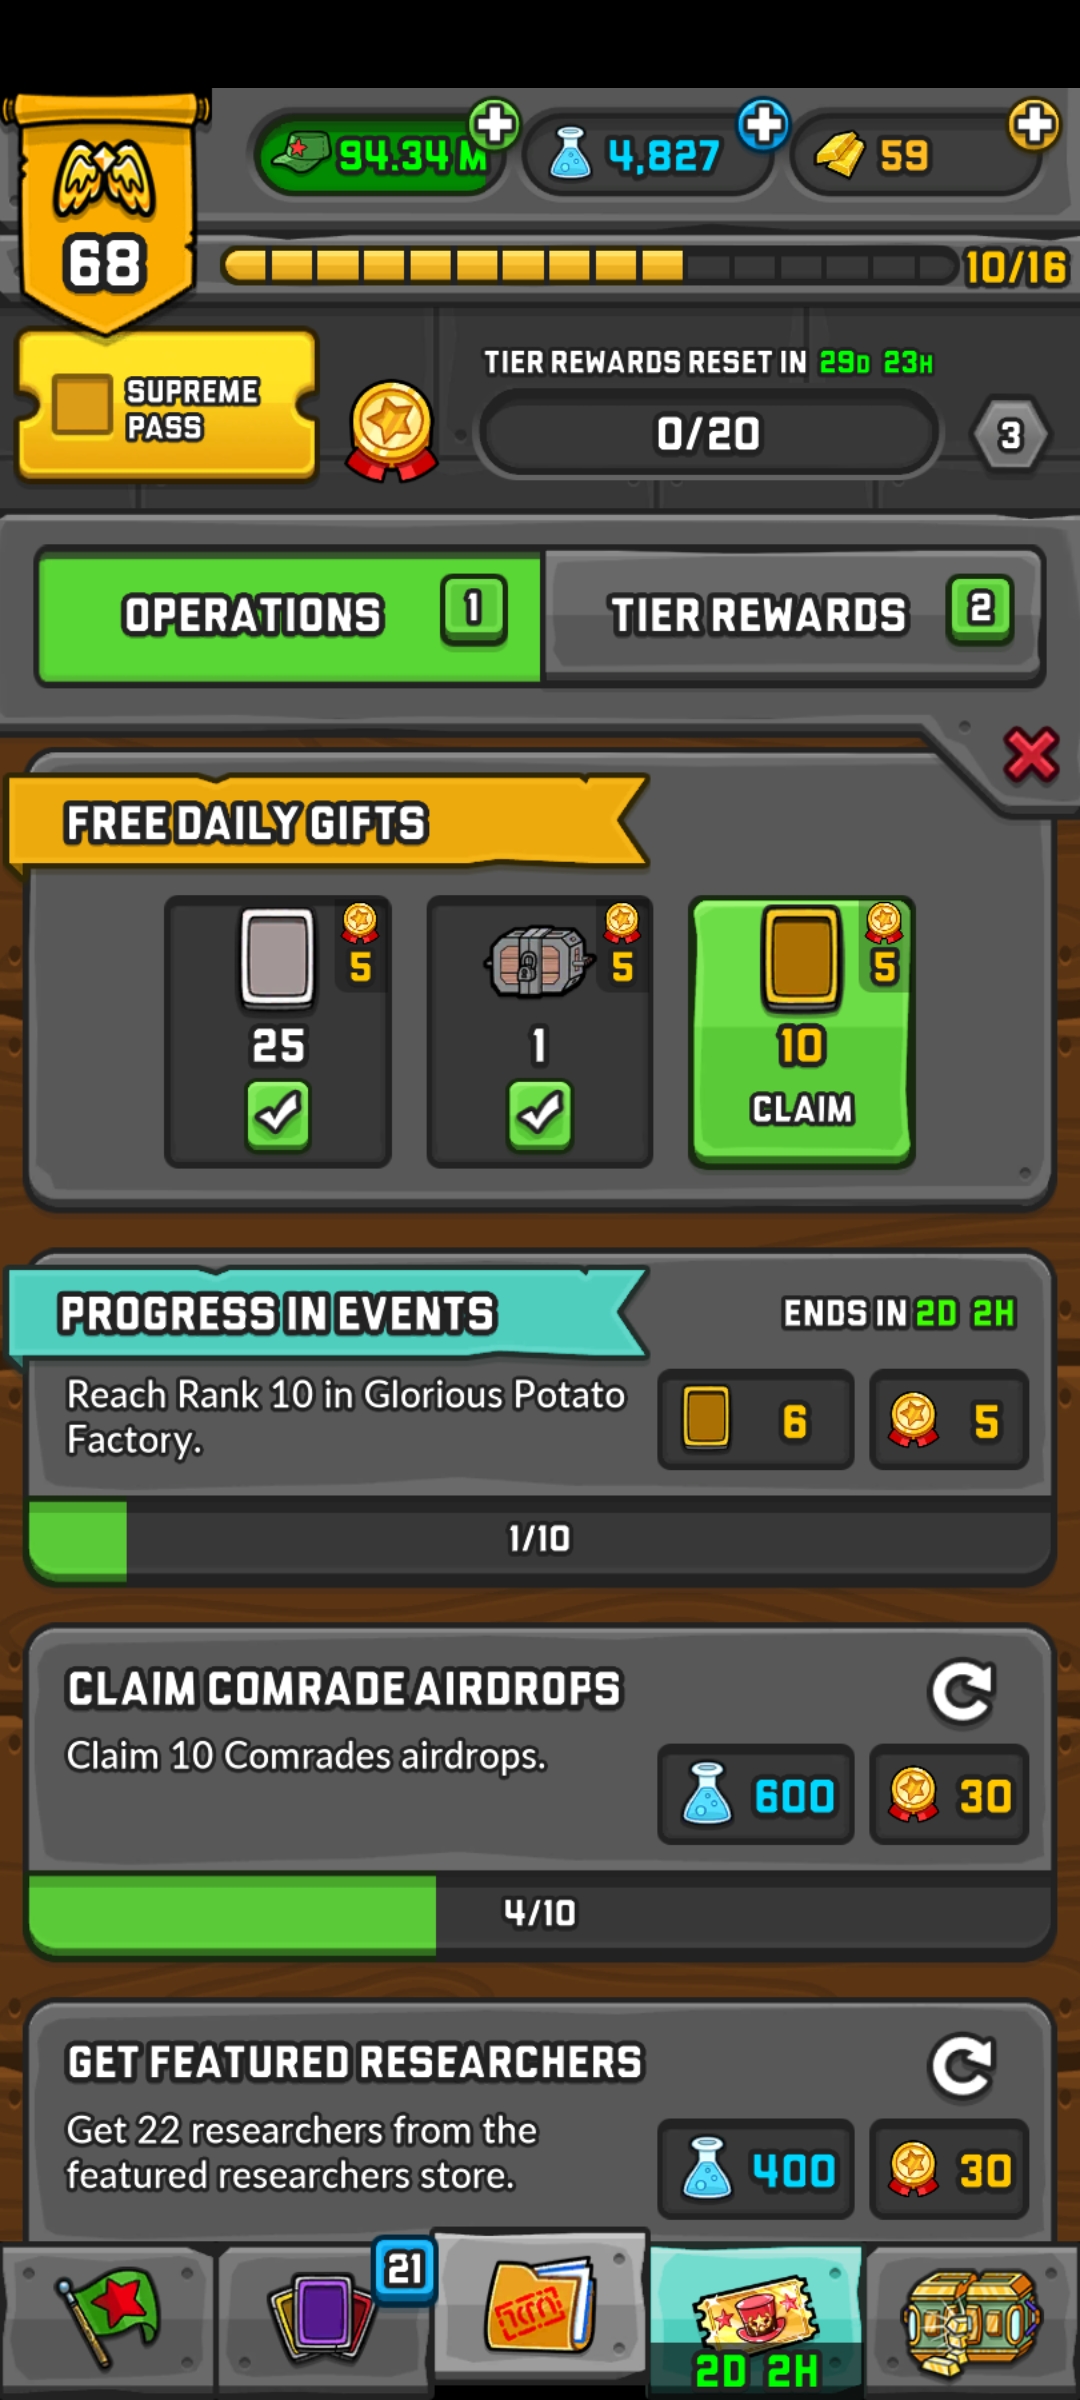 94.34 M
4,827
59
68
10/16
SUPREME
PASS
TIER REWARDS RESET IN 29D 23H
0/20
3
OPERATIONS 1
TIER REWARDS 2
FREE DAILY GIFTS
5
5
5
25
1
10
CLAIM
PROGRESS IN EVENTS
ENDS IN 2D 2H
Reach Rank 10 in Glorious Potato
Factory.
6
5
1/10
CLAIM COMRADE AIRDROPS
Claim 10 Comrades airdrops.
600
30
4/10
GET FEATURED RESEARCHERS
Get 22 researchers from the
featured researchers store.
400
30
21
2D 2H